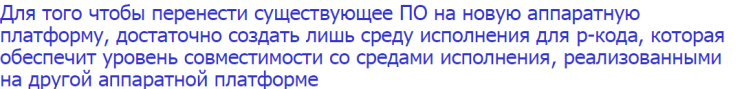 Для того чтобы перенести существующее ПО на новую аппаратную
платформу, достаточно создать лишь среду исполнения для р-кода, которая
обеспечит уровень совместимости со средами исполнения, реализованными
на другой аппаратной платформе